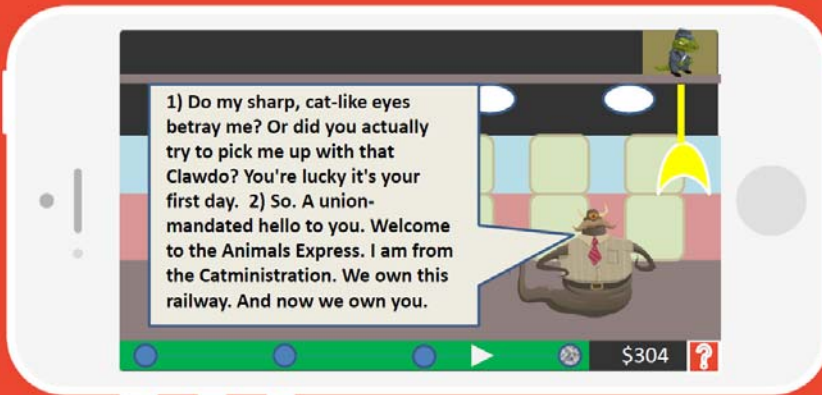 1) Do my sharp, cat-like eyes
betray me? Or did you actually
try to pick me up with that
Clawdo? You're lucky it's your
first day. 2) So. A union-
mandated hello to you. Welcome
to the Animals Express. I am from
the Catministration. We own this
railway. And now we own you.
$304
?